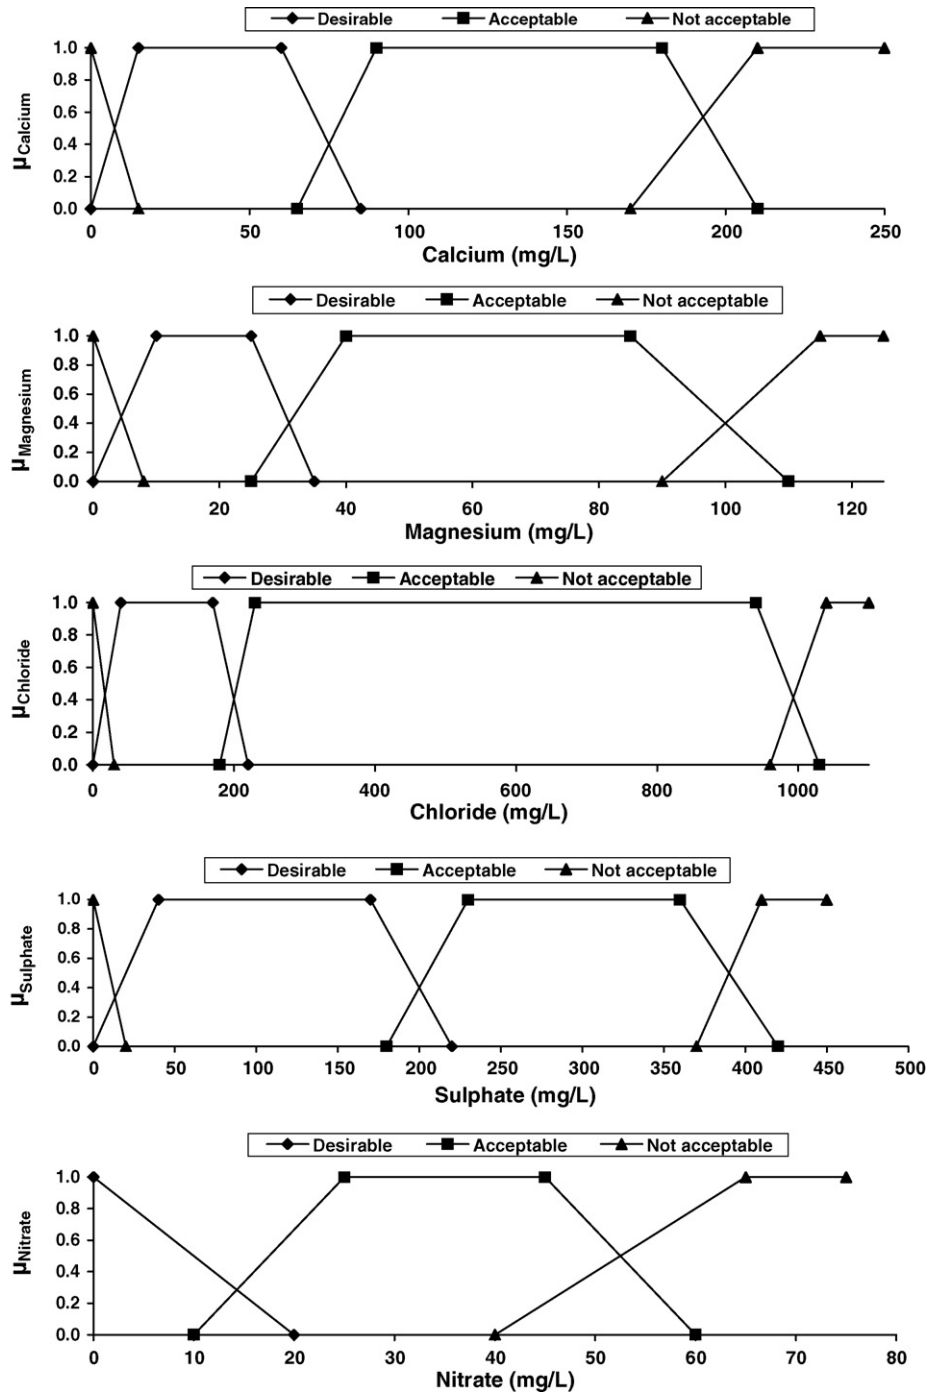 Desirable Acceptable Not acceptable
1.0
0.8
0.6
0.4
0.2
0.0
μCalcium
0 50 100 150 200 250
Calcium (mg/L)
Desirable Acceptable Not acceptable
1.0
0.8
0.6
0.4
0.2
0.0
μMagnesium
0 20 40 60 80 100 120
Magnesium (mg/L)
Desirable Acceptable Not acceptable
1.0
0.8
0.6
0.4
0.2
0.0
μChloride
0 200 400 600 800 1000
Chloride (mg/L)
Desirable Acceptable Not acceptable
1.0
0.8
0.6
0.4
0.2
0.0
μSulphate
0 50 100 150 200 250 300 350 400 450 500
Sulphate (mg/L)
Desirable Acceptable Not acceptable
1.0
0.8
0.6
0.4
0.2
0.0
μNitrate
0 10 20 30 40 50 60 70 80
Nitrate (mg/L)